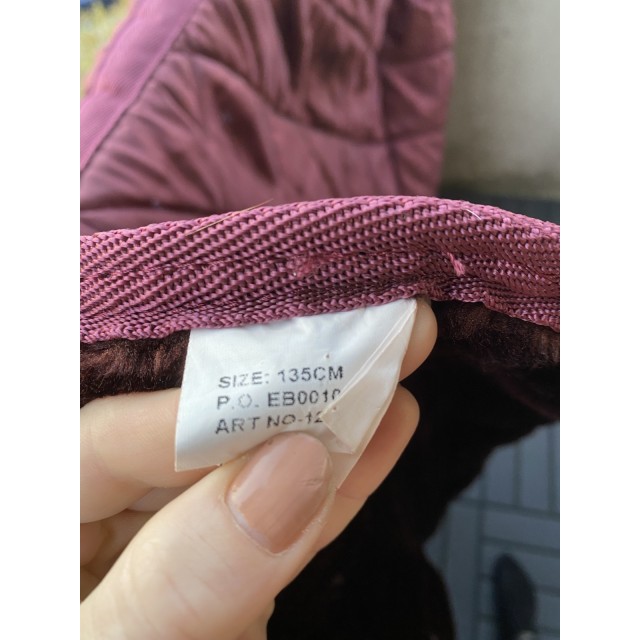 SIZE: 135CM
P.O. EB0010
ART NO-12